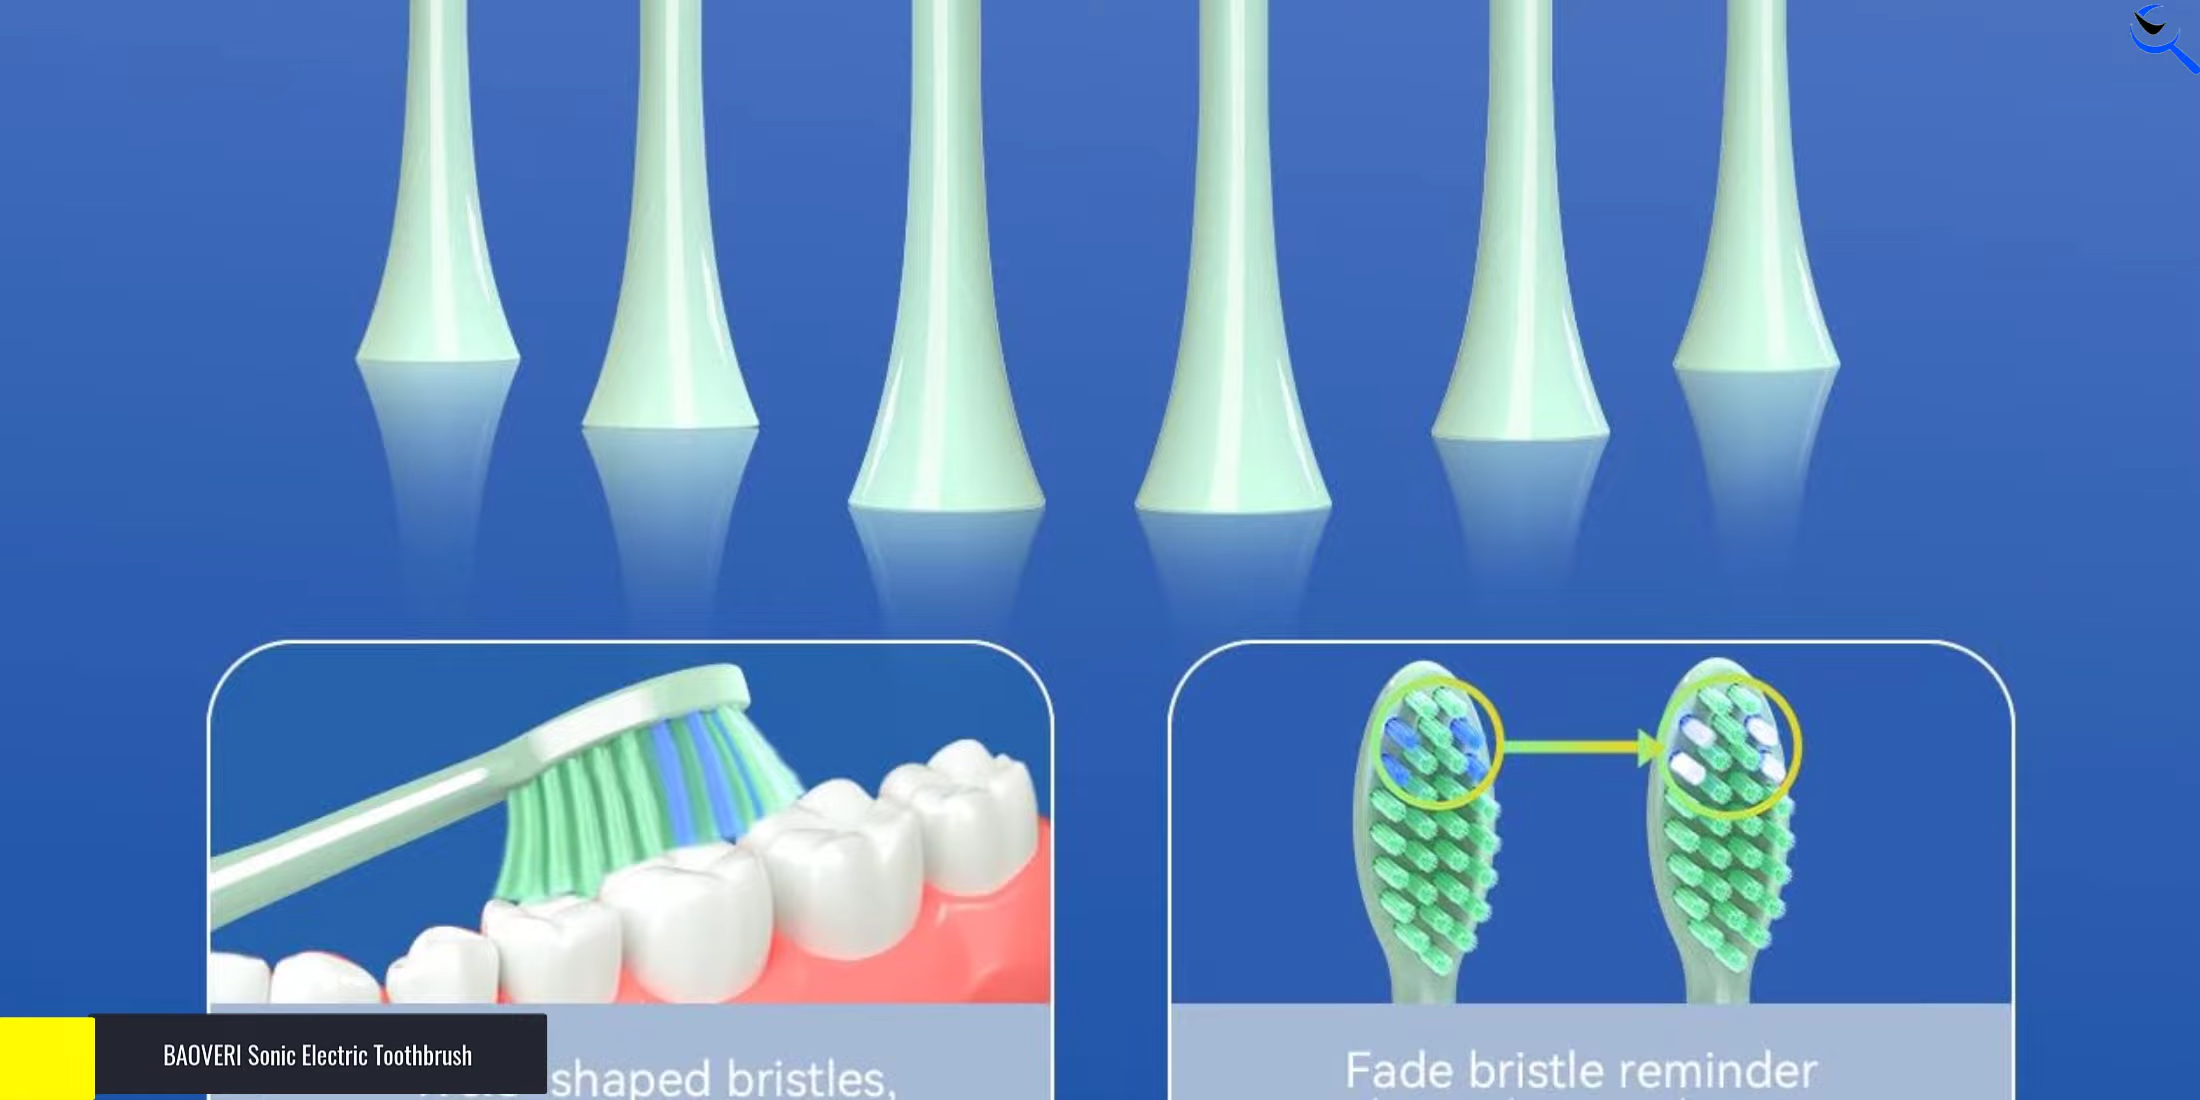 BAOVERI Sonic Electric Toothbrush
shaped bristles,
Fade bristle reminder